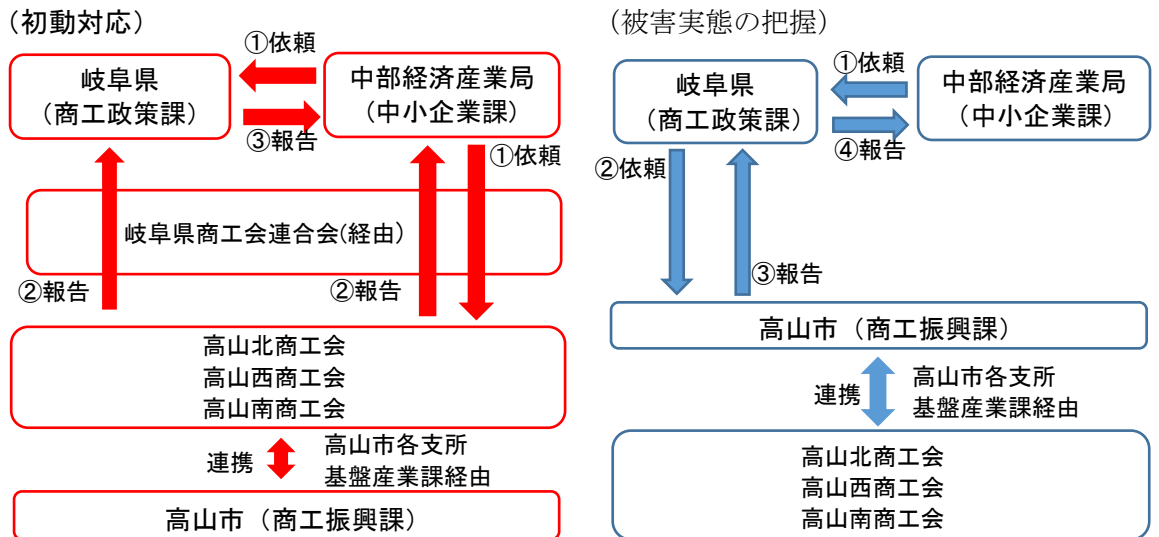 （初動対応）
①依頼
岐阜県
（商工政策課）
中部経済産業局
（中小企業課）
③報告
①依頼
岐阜県商工会連合会(経由）
②報告
②報告
高山北商工会
高山西商工会
高山南商工会
連携
高山市各支所
基盤産業課経由
高山市（商工振興課）
（被害実態の把握）
①依頼
岐阜県
（商工政策課）
中部経済産業局
（中小企業課）
④報告
②依頼
③報告
高山市（商工振興課）
連携
高山市各支所
基盤産業課経由
高山北商工会
高山西商工会
高山南商工会